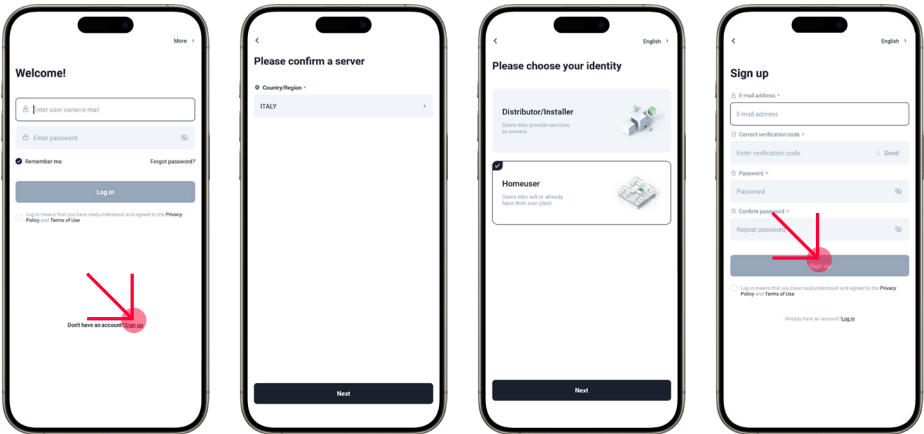 More
Welcome!
Enter user name/e-mail
Enter password
Remember me
Forgot password?
Log in
Log in means that you have read,understood and agreed to the Privacy
Policy and Terms of Use
Don't have an account?Sign up
Please confirm a server
Country/Region *
ITALY
Next
English
Please choose your identity
Distributor/Installer
Users who provide services
to owners
Homeuser
Users who will or already
have their own plant
Next
English
Sign up
E-mail address *
E-mail address
Correct verification code *
Enter verification code
Send
Password *
Password
Confirm password *
Repeat password
Sign up
Log in means that you have read,understood and agreed to the Privacy
Policy and Terms of Use
Already have an account?Log in